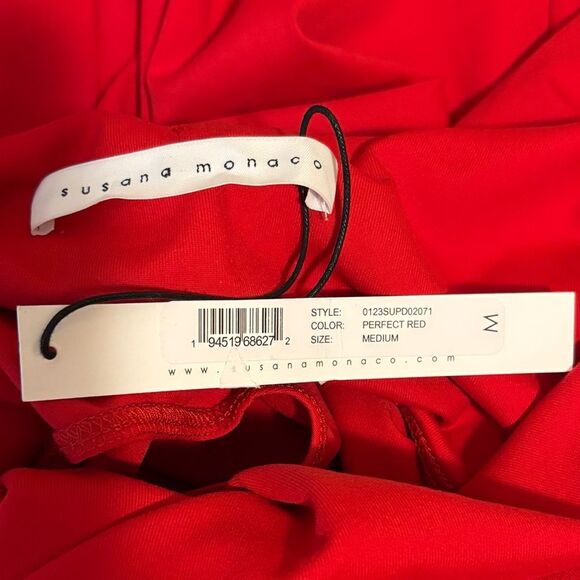 susana monaco
STYLE: 0123SUPD02071
COLOR: PERFECT RED
SIZE: MEDIUM
1 94519 68627 2
M
www.susanamonaco.com